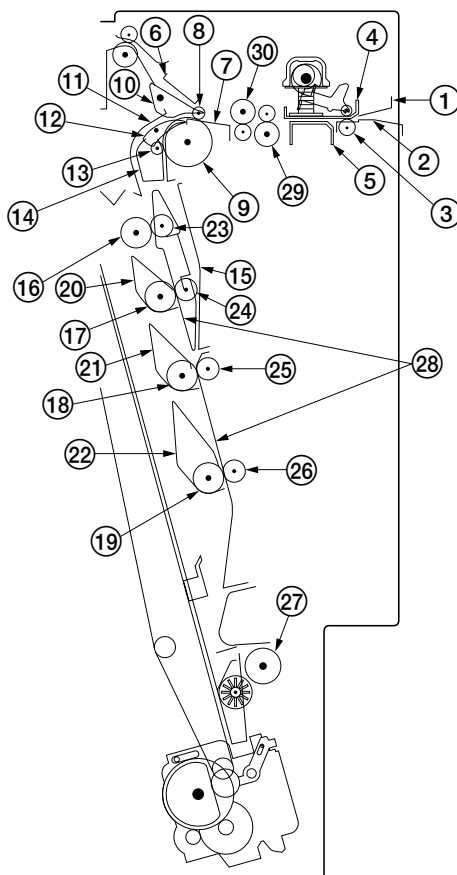 ⑥ ⑧ ㉚ ④
⑪ ⑩ ⑦ ①
⑫
⑬ ②
⑭ ⑨ ㉙ ⑤ ③
⑯ ㉓
⑳ ⑮
⑰ ㉔
㉑ ㉕ ㉘
⑱
㉒ ㉖
⑲
㉗